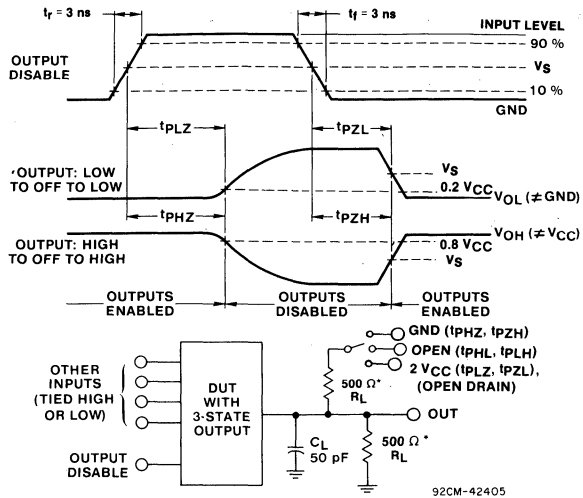 tr = 3 ns
tf = 3 ns
INPUT LEVEL
90 %
OUTPUT
DISABLE
VS
10 %
GND
tPLZ
tPZL
OUTPUT: LOW
TO OFF TO LOW
VS
0.2 VCC
VOL (≠GND)
tPHZ
tPZH
OUTPUT: HIGH
TO OFF TO HIGH
VOH (≠VCC)
0.8 VCC
VS
OUTPUTS
ENABLED
OUTPUTS
DISABLED
OUTPUTS
ENABLED
GND (tPHZ, tPZH)
OPEN (tPHL, tPLH)
2 VCC (tPLZ, tPZL),
(OPEN DRAIN)
OTHER
INPUTS
(TIED HIGH
OR LOW)
DUT
WITH
3-STATE
OUTPUT
500 Ω*
RL
OUT
OUTPUT
DISABLE
CL
50 pF
500 Ω*
RL
92CM-42405